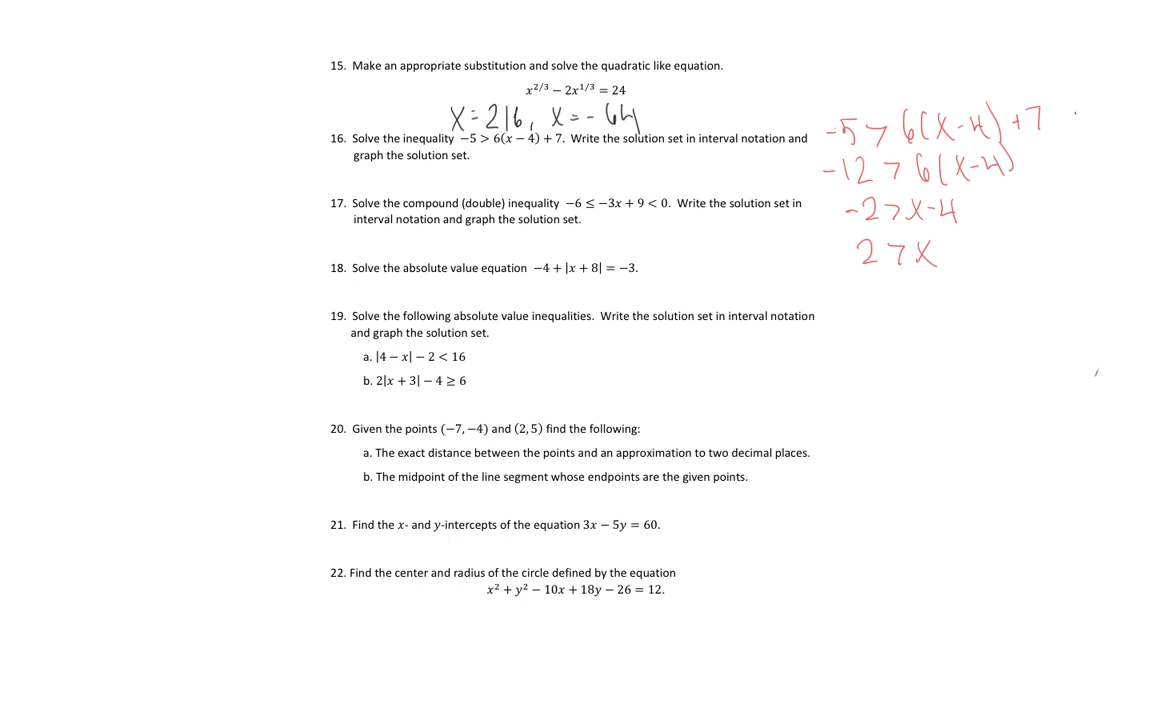 15. Make an appropriate substitution and solve the quadratic like equation.
x^{2/3} − 2x^{1/3} = 24
x = 216, x = -64
16. Solve the inequality −5 > 6(x − 4) + 7. Write the solution set in interval notation and
graph the solution set.
-5 > 6(x-4) + 7
-12 > 6(x-4)
-2 > x-4
2 > x
17. Solve the compound (double) inequality −6 ≤ −3x + 9 < 0. Write the solution set in
interval notation and graph the solution set.
18. Solve the absolute value equation −4 + |x + 8| = −3.
19. Solve the following absolute value inequalities. Write the solution set in interval notation
and graph the solution set.
a. |4 − x| − 2 < 16
b. 2|x + 3| − 4 ≥ 6
20. Given the points (−7, −4) and (2, 5) find the following:
a. The exact distance between the points and an approximation to two decimal places.
b. The midpoint of the line segment whose endpoints are the given points.
21. Find the x- and y-intercepts of the equation 3x − 5y = 60.
22. Find the center and radius of the circle defined by the equation
x² + y² − 10x + 18y − 26 = 12.